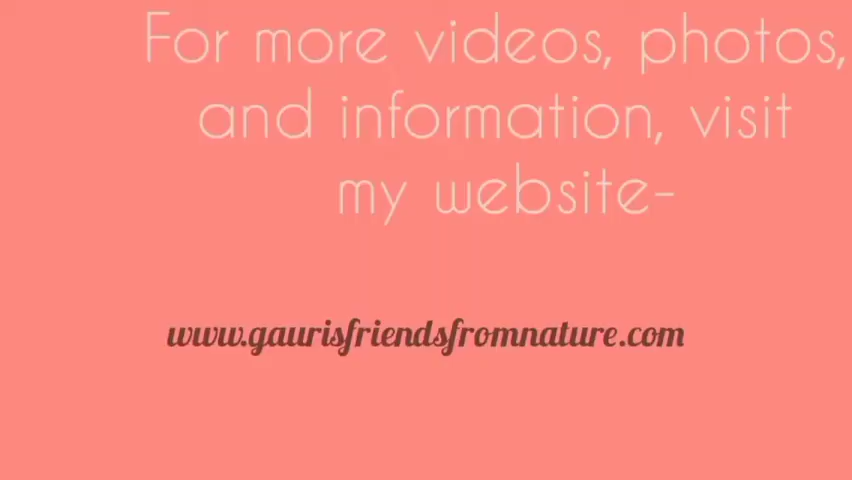 For more videos, photos,
and information, visit
my website-
www.gaurisfriendsfromnature.com